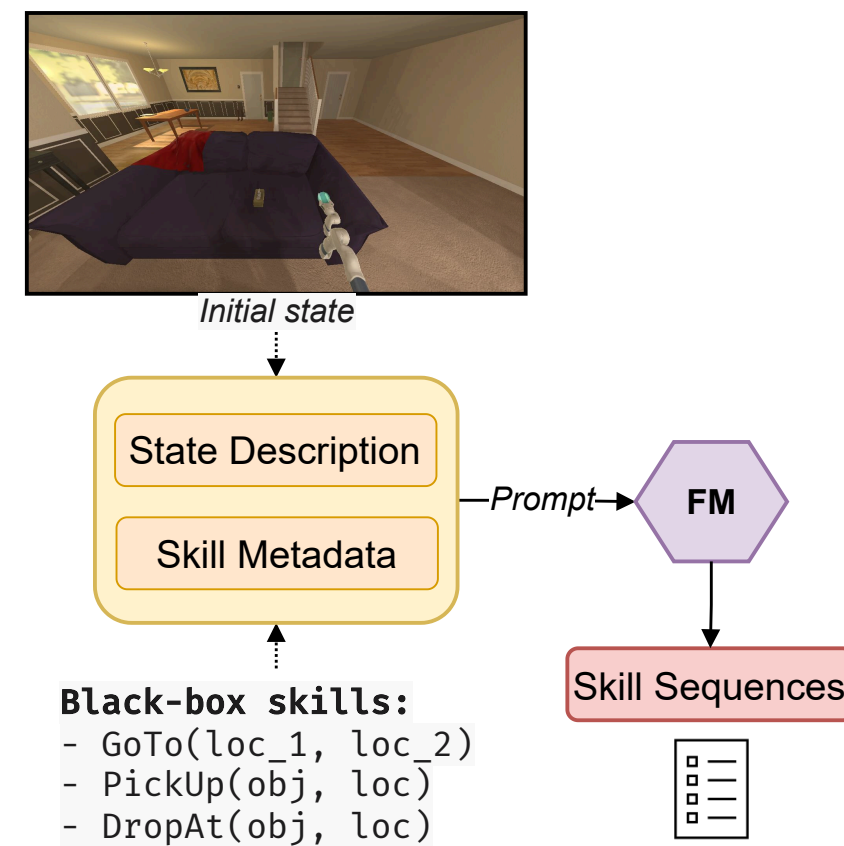 Initial state
State Description
Skill Metadata
Prompt
FM
Skill Sequences
Black-box skills:
- GoTo(loc_1, loc_2)
- PickUp(obj, loc)
- DropAt(obj, loc)